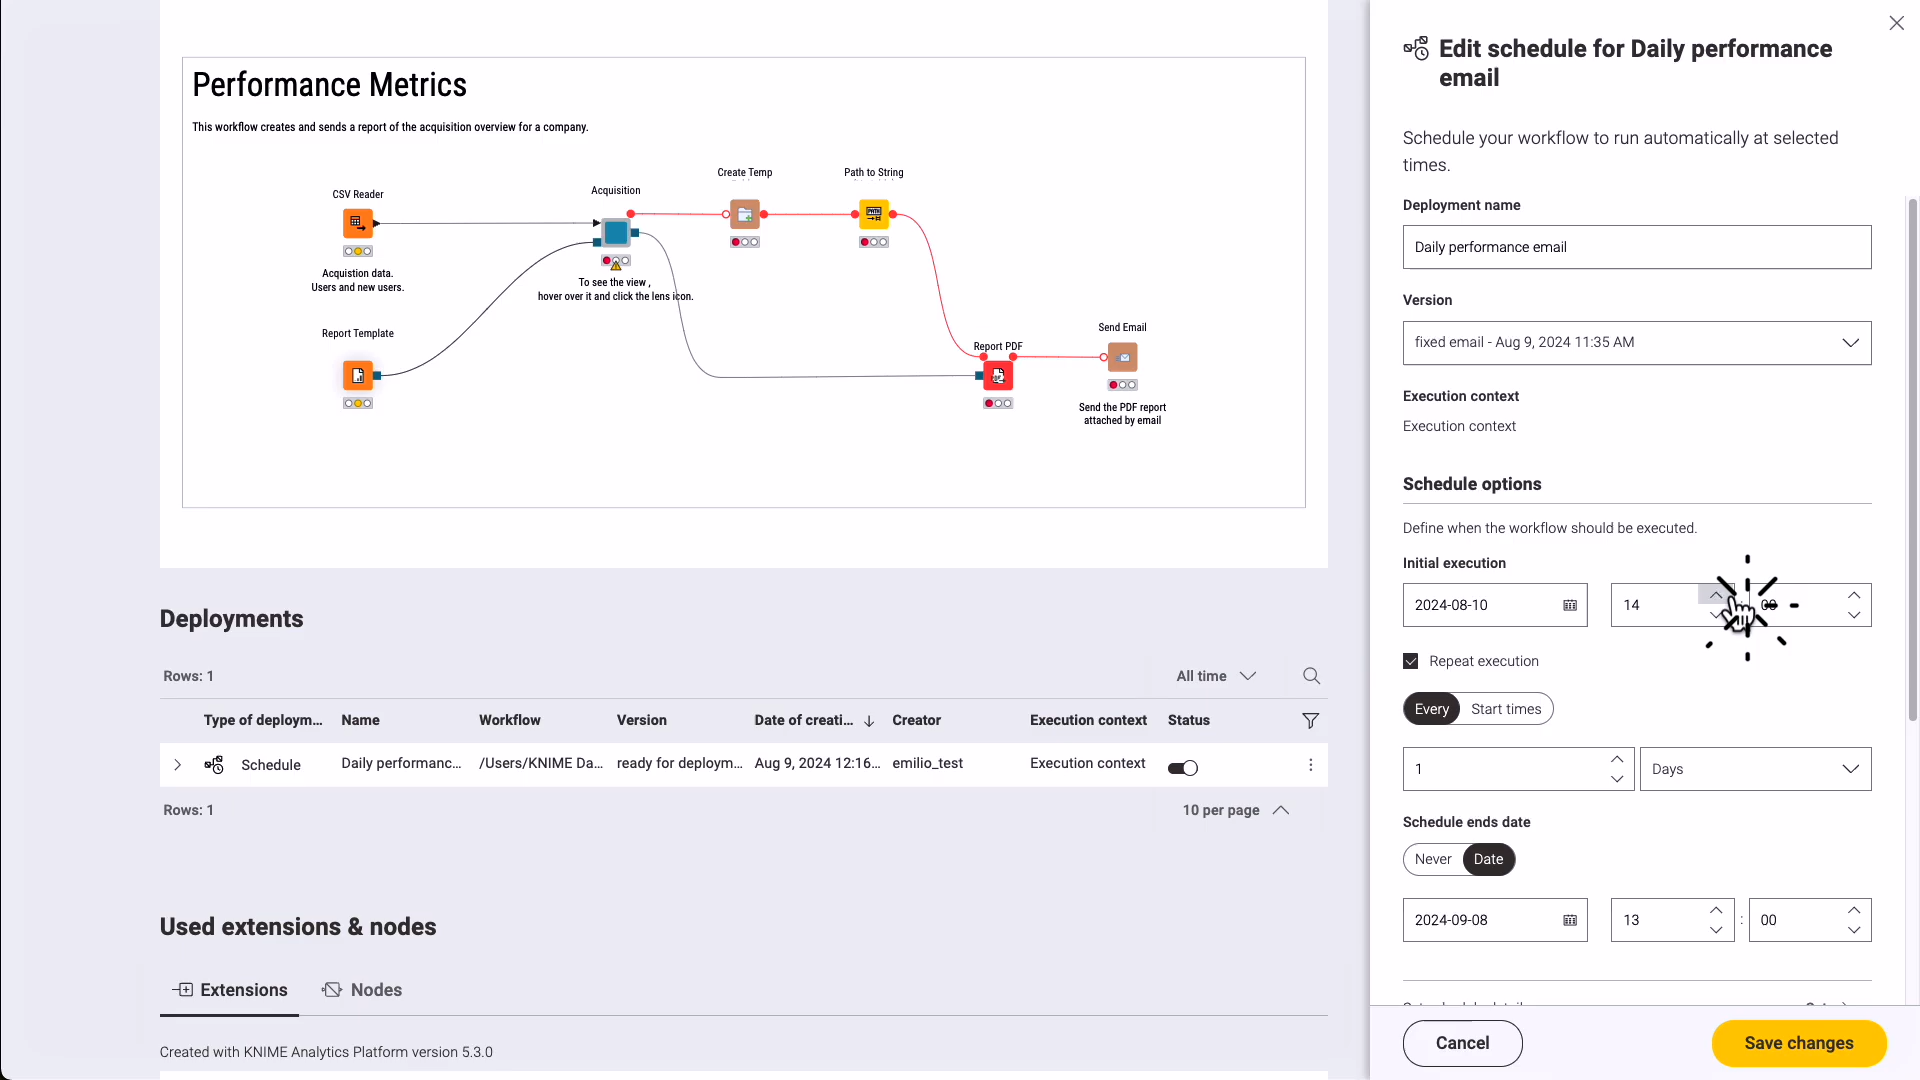 Performance Metrics
This workflow creates and sends a report of the acquisition overview for a company.
CSV Reader
Acquistion data.
Users and new users.
Report Template
Acquisition
To see the view ,
hover over it and click the lens icon.
Create Temp
Path to String
Report PDF
Send Email
Send the PDF report
attached by email
Deployments
Rows: 1
All time
Type of deploym... Name Workflow Version Date of creati... Creator Execution context Status
Schedule Daily performanc... /Users/KNIME Da... ready for deploym... Aug 9, 2024 12:16... emilio_test Execution context
Rows: 1
10 per page
Used extensions & nodes
Extensions Nodes
Created with KNIME Analytics Platform version 5.3.0
Edit schedule for Daily performance
email
Schedule your workflow to run automatically at selected
times.
Deployment name
Daily performance email
Version
fixed email - Aug 9, 2024 11:35 AM
Execution context
Execution context
Schedule options
Define when the workflow should be executed.
Initial execution
2024-08-10 14
Repeat execution
Every Start times
1 Days
Schedule ends date
Never Date
2024-09-08 13 : 00
Cancel Save changes